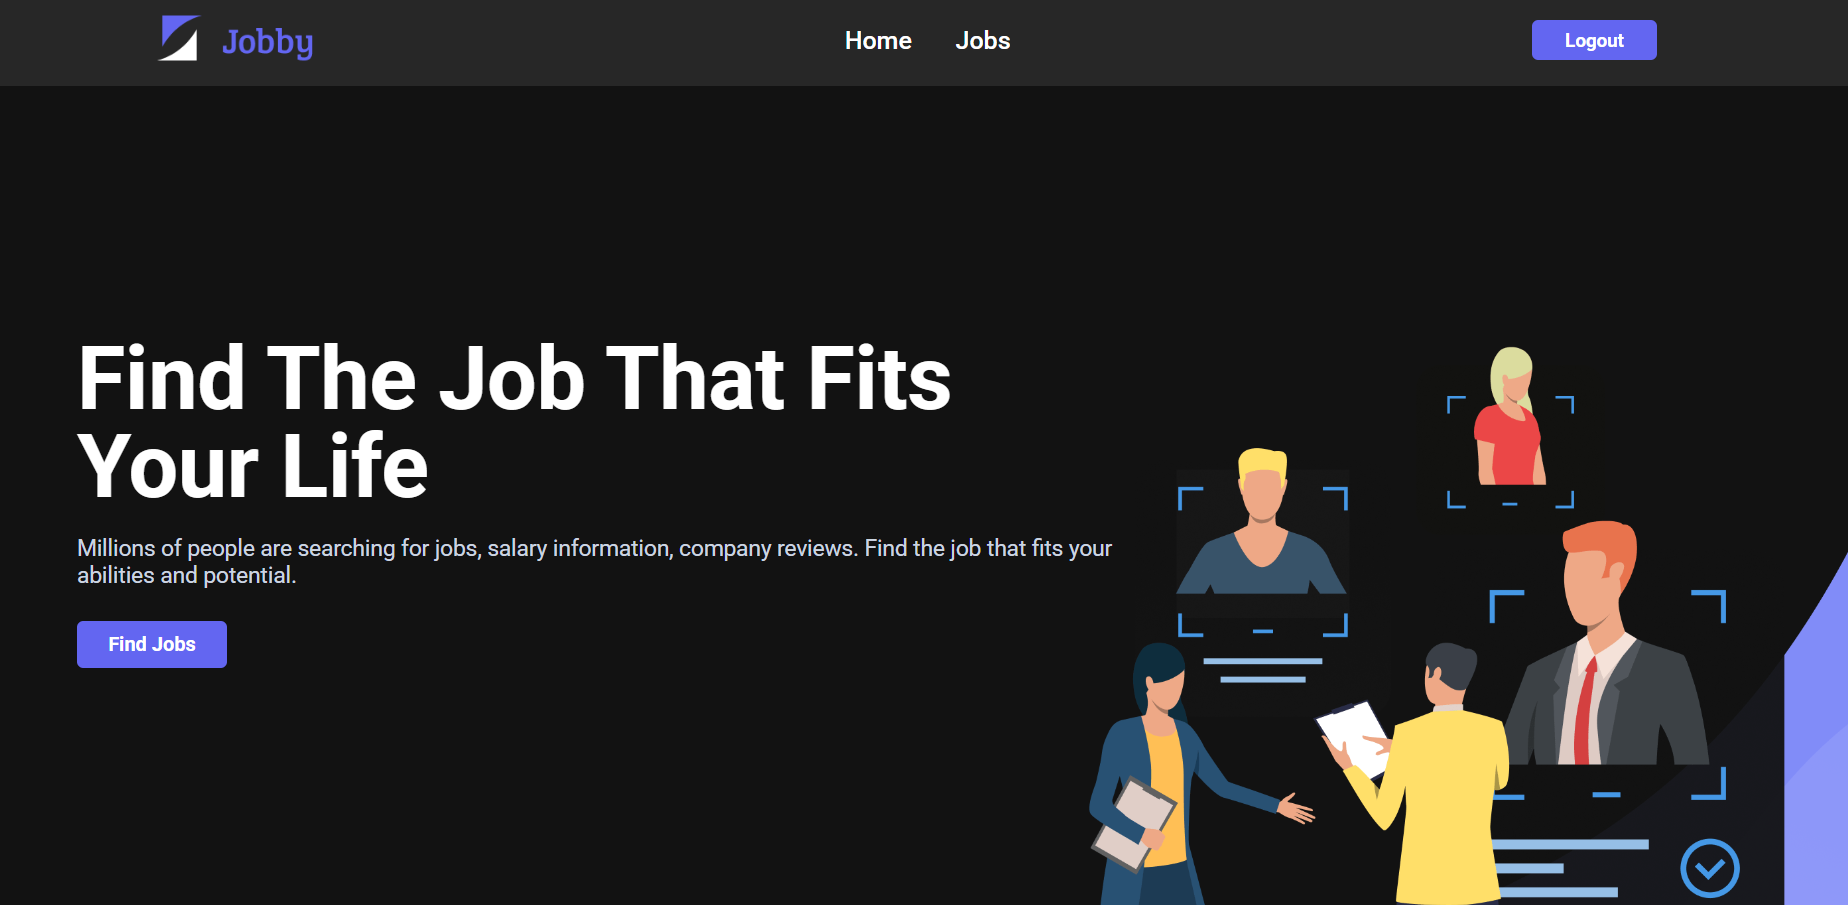 Jobby
Home
Jobs
Logout
Find The Job That Fits
Your Life
Millions of people are searching for jobs, salary information, company reviews. Find the job that fits your
abilities and potential.
Find Jobs